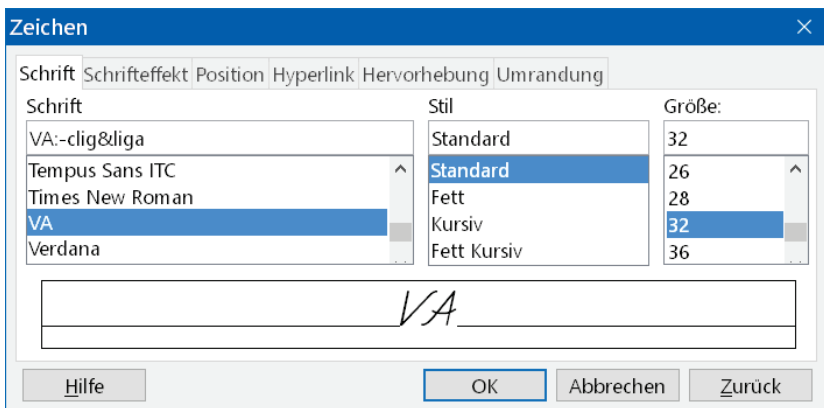 Zeichen
Schrift Schrifteffekt Position Hyperlink Hervorhebung Umrandung
Schrift Stil Größe:
VA:-clig&liga Standard 32
Tempus Sans ITC Standard 26
Times New Roman Fett 28
VA Kursiv 32
Verdana Fett Kursiv 36
VA
Hilfe OK Abbrechen Zurück